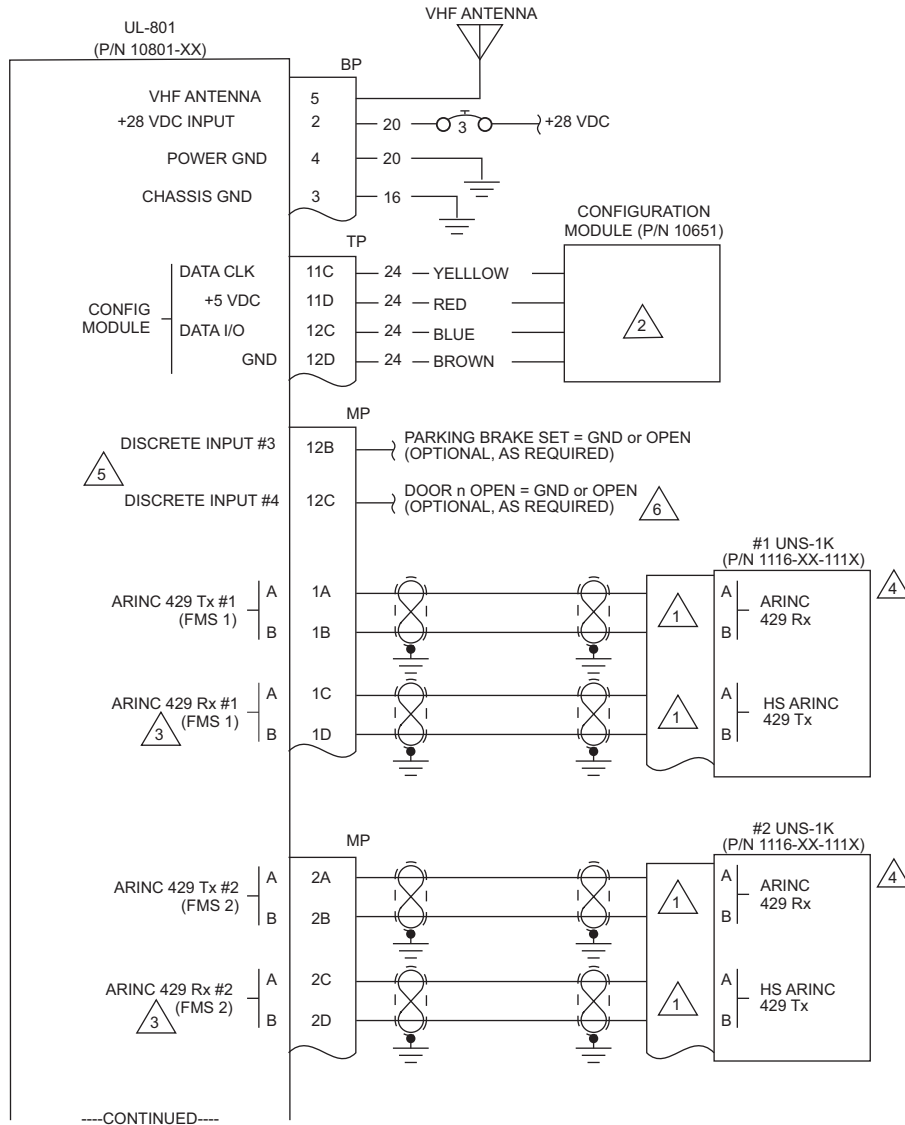 VHF ANTENNA
UL-801
(P/N 10801-XX)
BP
VHF ANTENNA 5
+28 VDC INPUT 2 20 3 +28 VDC
POWER GND 4 20
CHASSIS GND 3 16
CONFIGURATION
MODULE (P/N 10651)
TP
CONFIG
MODULE
DATA CLK 11C 24 YELLLOW
+5 VDC 11D 24 RED
DATA I/O 12C 24 BLUE
GND 12D 24 BROWN
2
MP
DISCRETE INPUT #3 12B PARKING BRAKE SET = GND or OPEN
(OPTIONAL, AS REQUIRED)
5
DISCRETE INPUT #4 12C DOOR n OPEN = GND or OPEN
(OPTIONAL, AS REQUIRED) 6
#1 UNS-1K
(P/N 1116-XX-111X)
4
ARINC 429 Tx #1
(FMS 1)
A 1A
B 1B
1
A
B
ARINC
429 Rx
ARINC 429 Rx #1
(FMS 1)
3
A 1C
B 1D
1
A
B
HS ARINC
429 Tx
MP
#2 UNS-1K
(P/N 1116-XX-111X)
4
ARINC 429 Tx #2
(FMS 2)
A 2A
B 2B
1
A
B
ARINC
429 Rx
ARINC 429 Rx #2
(FMS 2)
3
A 2C
B 2D
1
A
B
HS ARINC
429 Tx
----CONTINUED----